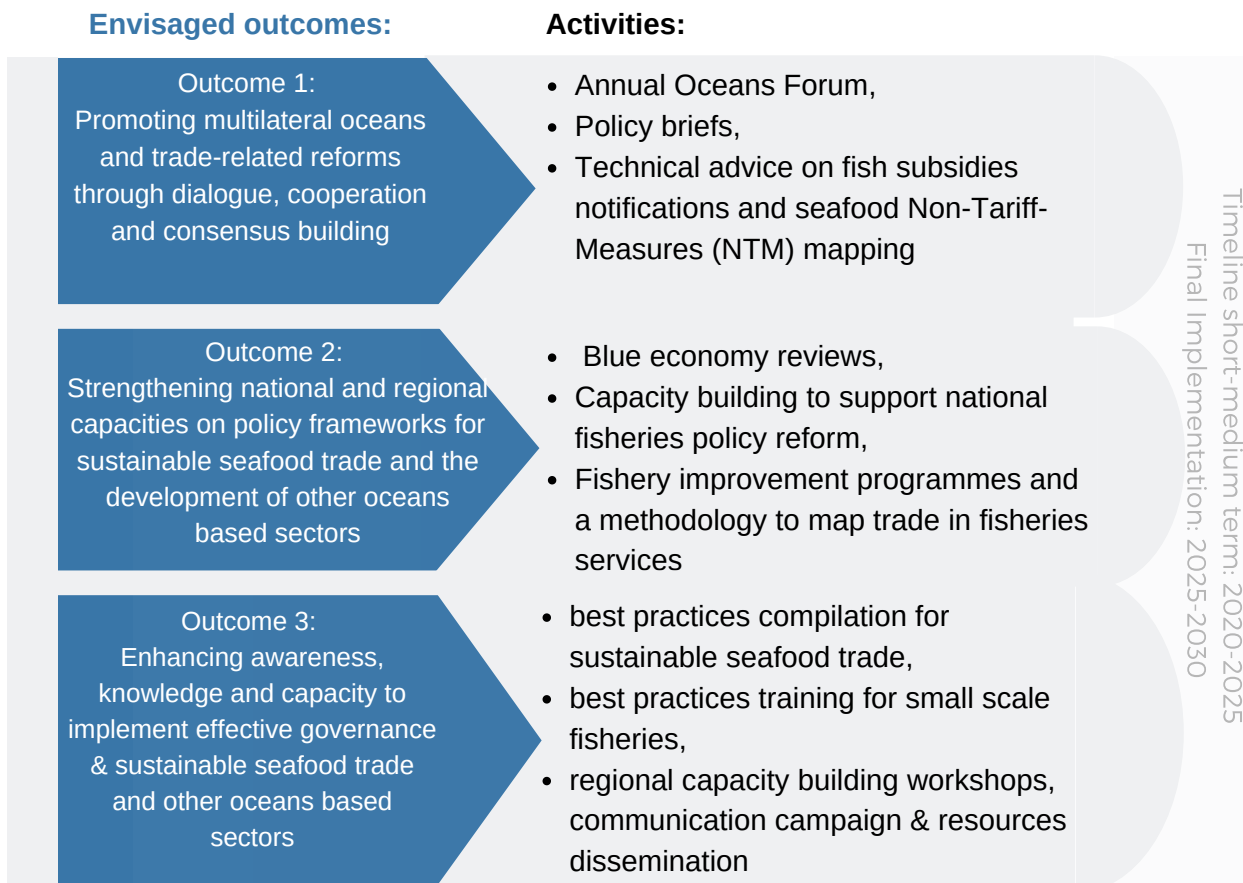 Envisaged outcomes:
Activities:
Outcome 1:
Promoting multilateral oceans
and trade-related reforms
through dialogue, cooperation
and consensus building
• Annual Oceans Forum,
• Policy briefs,
• Technical advice on fish subsidies
notifications and seafood Non-Tariff-
Measures (NTM) mapping
Outcome 2:
Strengthening national and regional
capacities on policy frameworks for
sustainable seafood trade and the
development of other oceans
based sectors
• Blue economy reviews,
• Capacity building to support national
fisheries policy reform,
• Fishery improvement programmes and
a methodology to map trade in fisheries
services
Outcome 3:
Enhancing awareness,
knowledge and capacity to
implement effective governance
& sustainable seafood trade
and other oceans based
sectors
• best practices compilation for
sustainable seafood trade,
• best practices training for small scale
fisheries,
• regional capacity building workshops,
communication campaign & resources
dissemination
Timeline short-medium term: 2020-2025
Final Implementation: 2025-2030